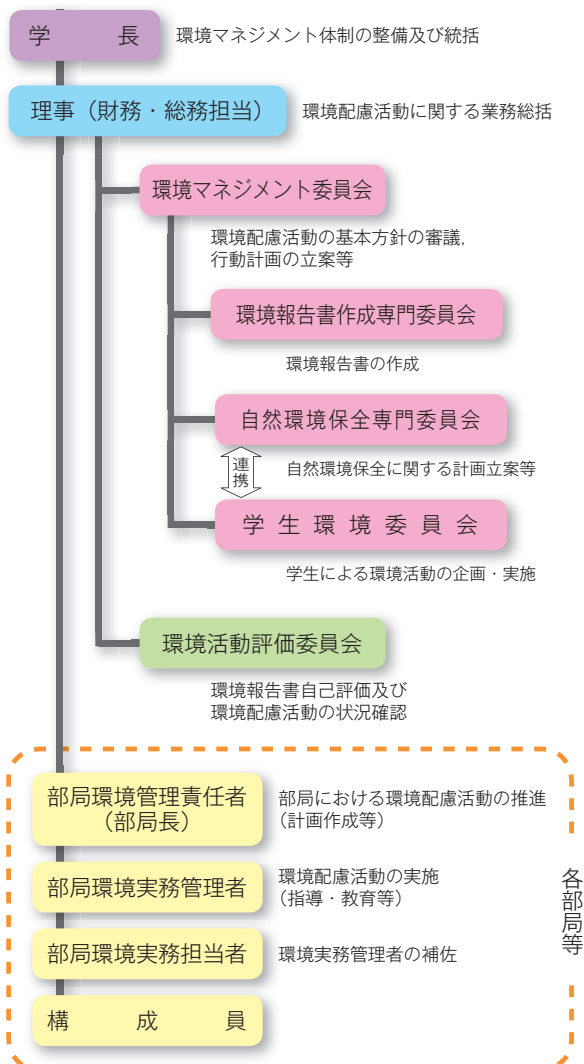 学長 環境マネジメント体制の整備及び統括
理事（財務・総務担当） 環境配慮活動に関する業務総括
環境マネジメント委員会
環境配慮活動の基本方針の審議,
行動計画の立案等
環境報告書作成専門委員会
環境報告書の作成
自然環境保全専門委員会
連携
自然環境保全に関する計画立案等
学生環境委員会
学生による環境活動の企画・実施
環境活動評価委員会
環境報告書自己評価及び
環境配慮活動の状況確認
部局環境管理責任者
（部局長）
部局における環境配慮活動の推進
（計画作成等）
部局環境実務管理者
環境配慮活動の実施
（指導・教育等）
部局環境実務担当者 環境実務管理者の補佐
構成員
各部局等